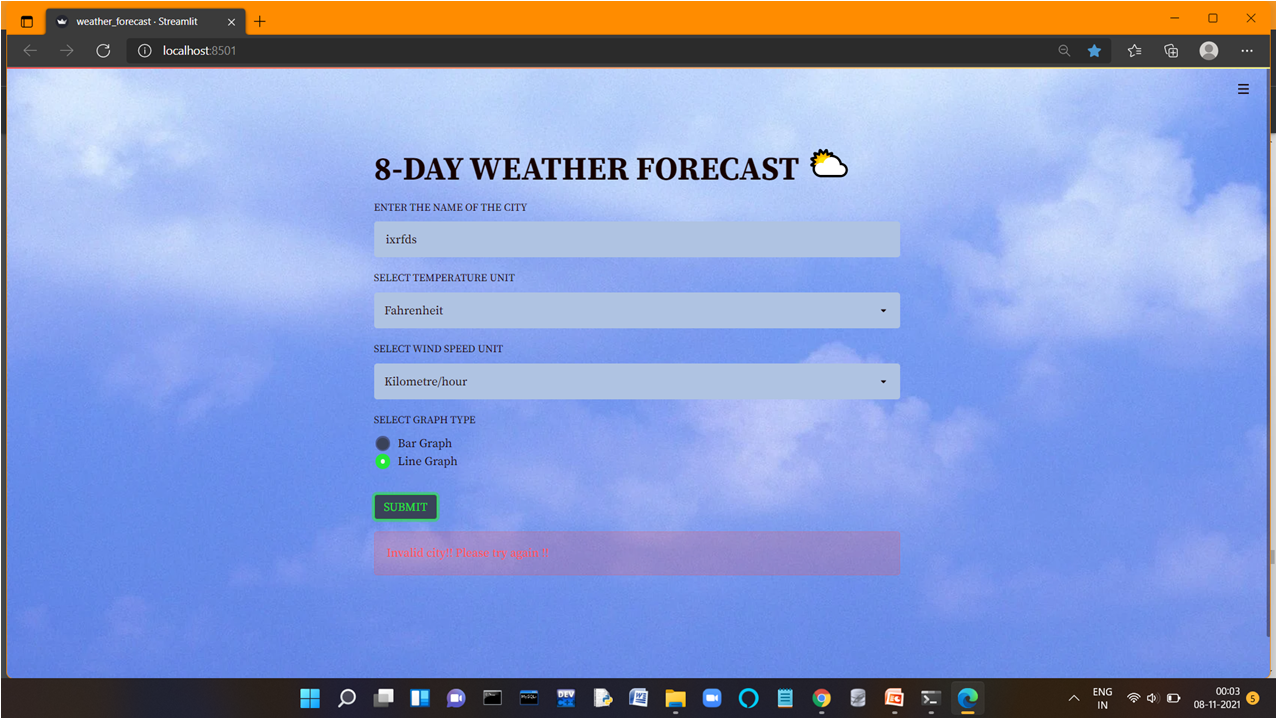 weather_forecast · Streamlit
localhost:8501
8-DAY WEATHER FORECAST
ENTER THE NAME OF THE CITY
ixrfds
SELECT TEMPERATURE UNIT
Fahrenheit
SELECT WIND SPEED UNIT
Kilometre/hour
SELECT GRAPH TYPE
Bar Graph
Line Graph
SUBMIT
Invalid city!! Please try again !!
DEV
ENG
IN
00:03
08-11-2021
5